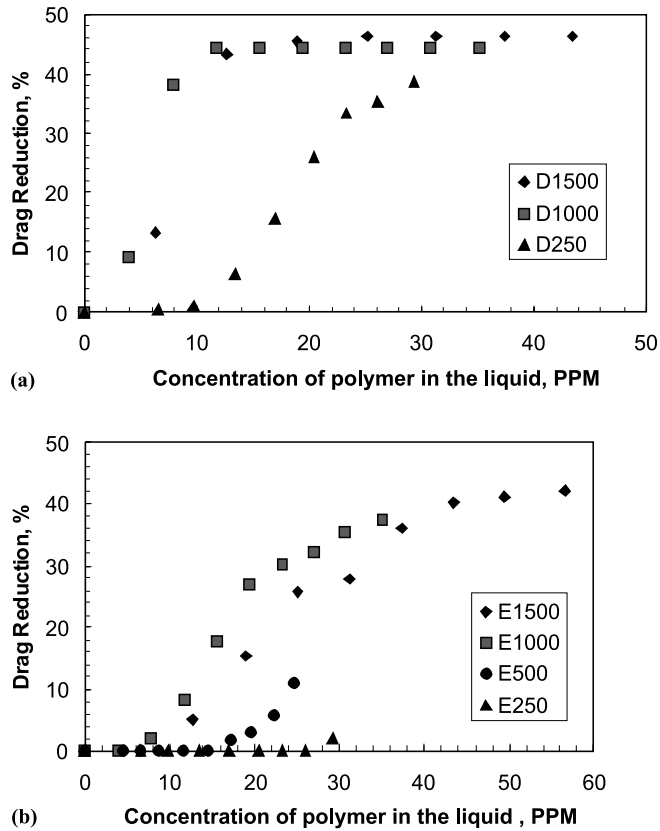 50
40
30
20
10
0
Drag Reduction, %
D1500
D1000
D250
0 10 20 30 40 50
(a) Concentration of polymer in the liquid, PPM
50
40
30
20
10
0
Drag Reduction, %
E1500
E1000
E500
E250
0 10 20 30 40 50 60
(b) Concentration of polymer in the liquid , PPM